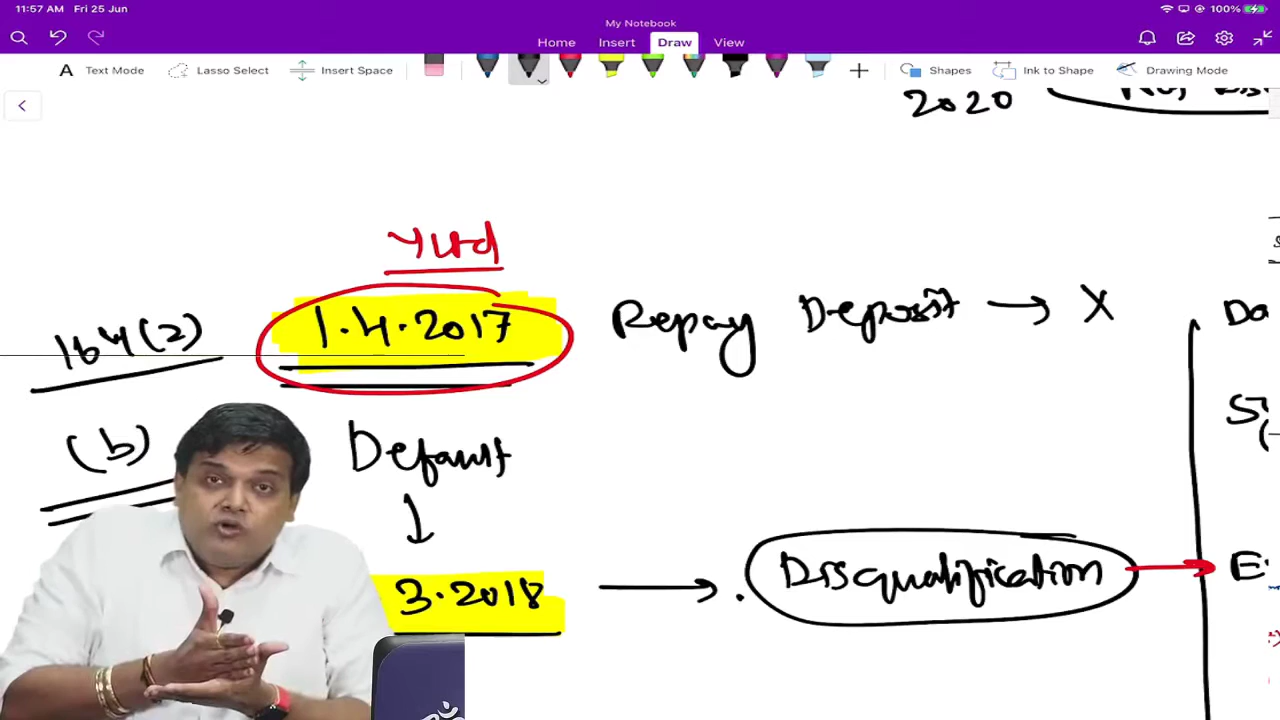 11:57 AM Fri 25 Jun
100%
My Notebook
Home Insert Draw View
Text Mode
Lasso Select
Insert Space
Shapes
Ink to Shape
Drawing Mode
2020
164(2)
1.4.2017
Repay Deposit → X
(b)
Default
↓
3.2018 → Disqualification